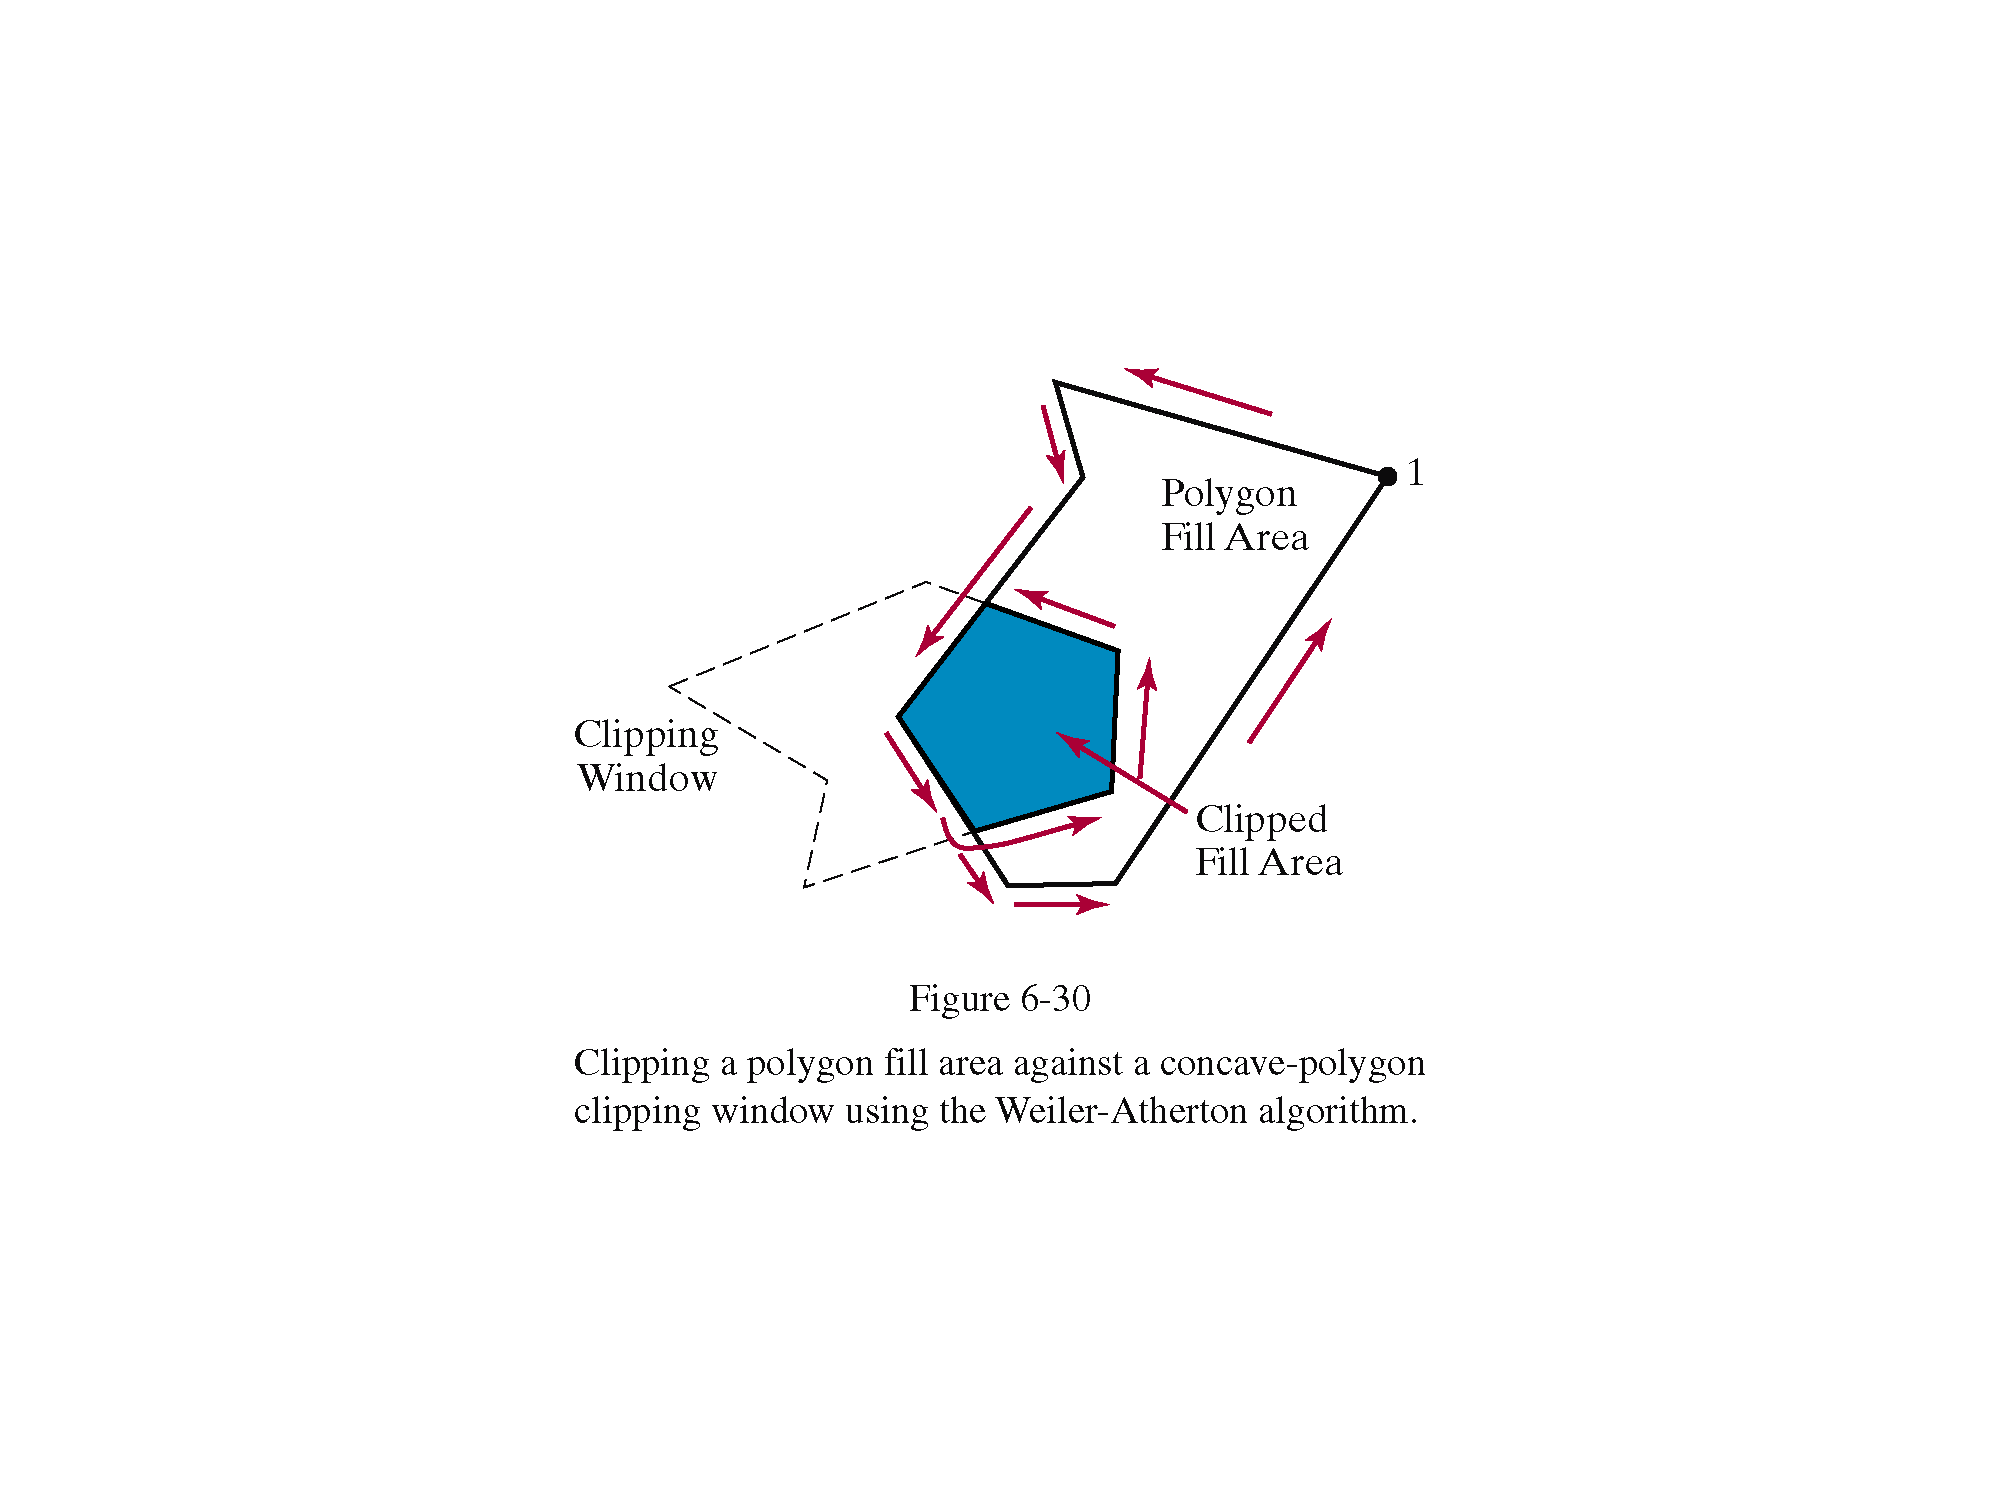 1
Polygon
Fill Area
Clipping
Window
Clipped
Fill Area
Figure 6-30
Clipping a polygon fill area against a concave-polygon
clipping window using the Weiler-Atherton algorithm.